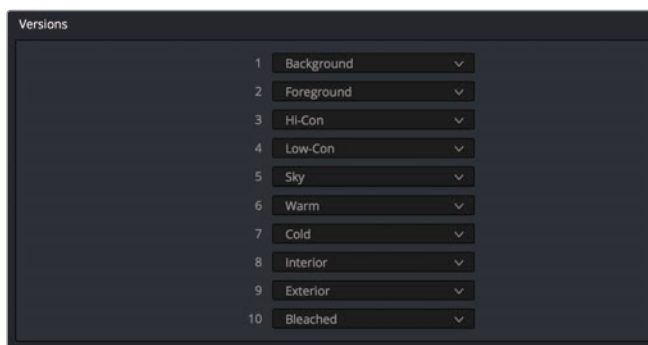 Versions
1 Background
2 Foreground
3 Hi-Con
4 Low-Con
5 Sky
6 Warm
7 Cold
8 Interior
9 Exterior
10 Bleached